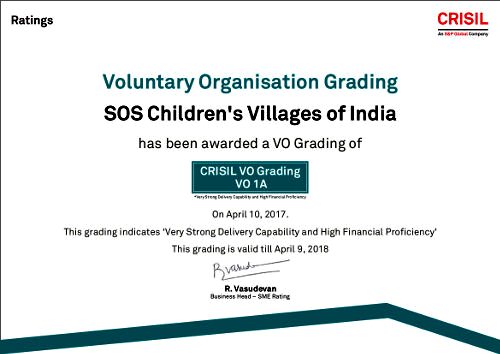 Ratings
CRISIL
An S&P Global Company
Voluntary Organisation Grading
SOS Children's Villages of India
has been awarded a VO Grading of
CRISIL VO Grading
VO 1A
*Very Strong Delivery Capability and High Financial Proficiency
On April 10, 2017.
This grading indicates 'Very Strong Delivery Capability and High Financial Proficiency'
This grading is valid till April 9, 2018
R. Vasudevan
Business Head – SME Rating